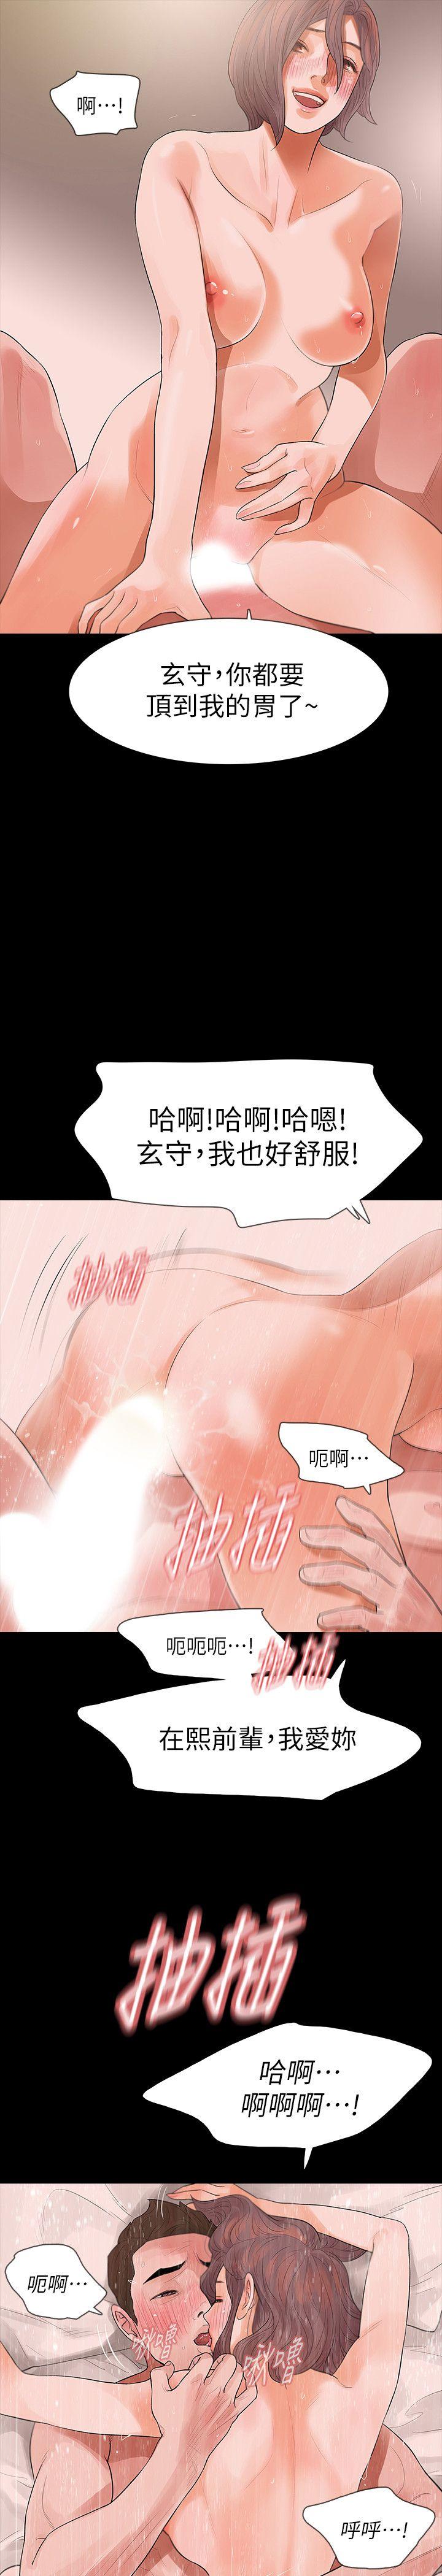 啊⋯!
玄守，你都要
頂到我的胃了~
哈啊!哈啊!哈嗯!
玄守，我也好舒服!
抽插
呃啊⋯
抽插
呃呃呃⋯!
抽插
在熙前輩，我愛妳
抽插
哈啊⋯
啊啊啊⋯!
呃啊⋯
啾嚕
啾嚕
呼呼⋯!